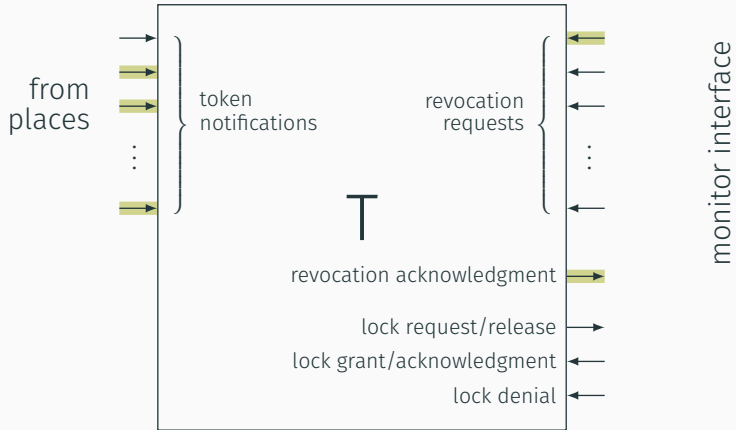 from
places
token
notifications
revocation
requests
monitor interface
T
revocation acknowledgment
lock request/release
lock grant/acknowledgment
lock denial